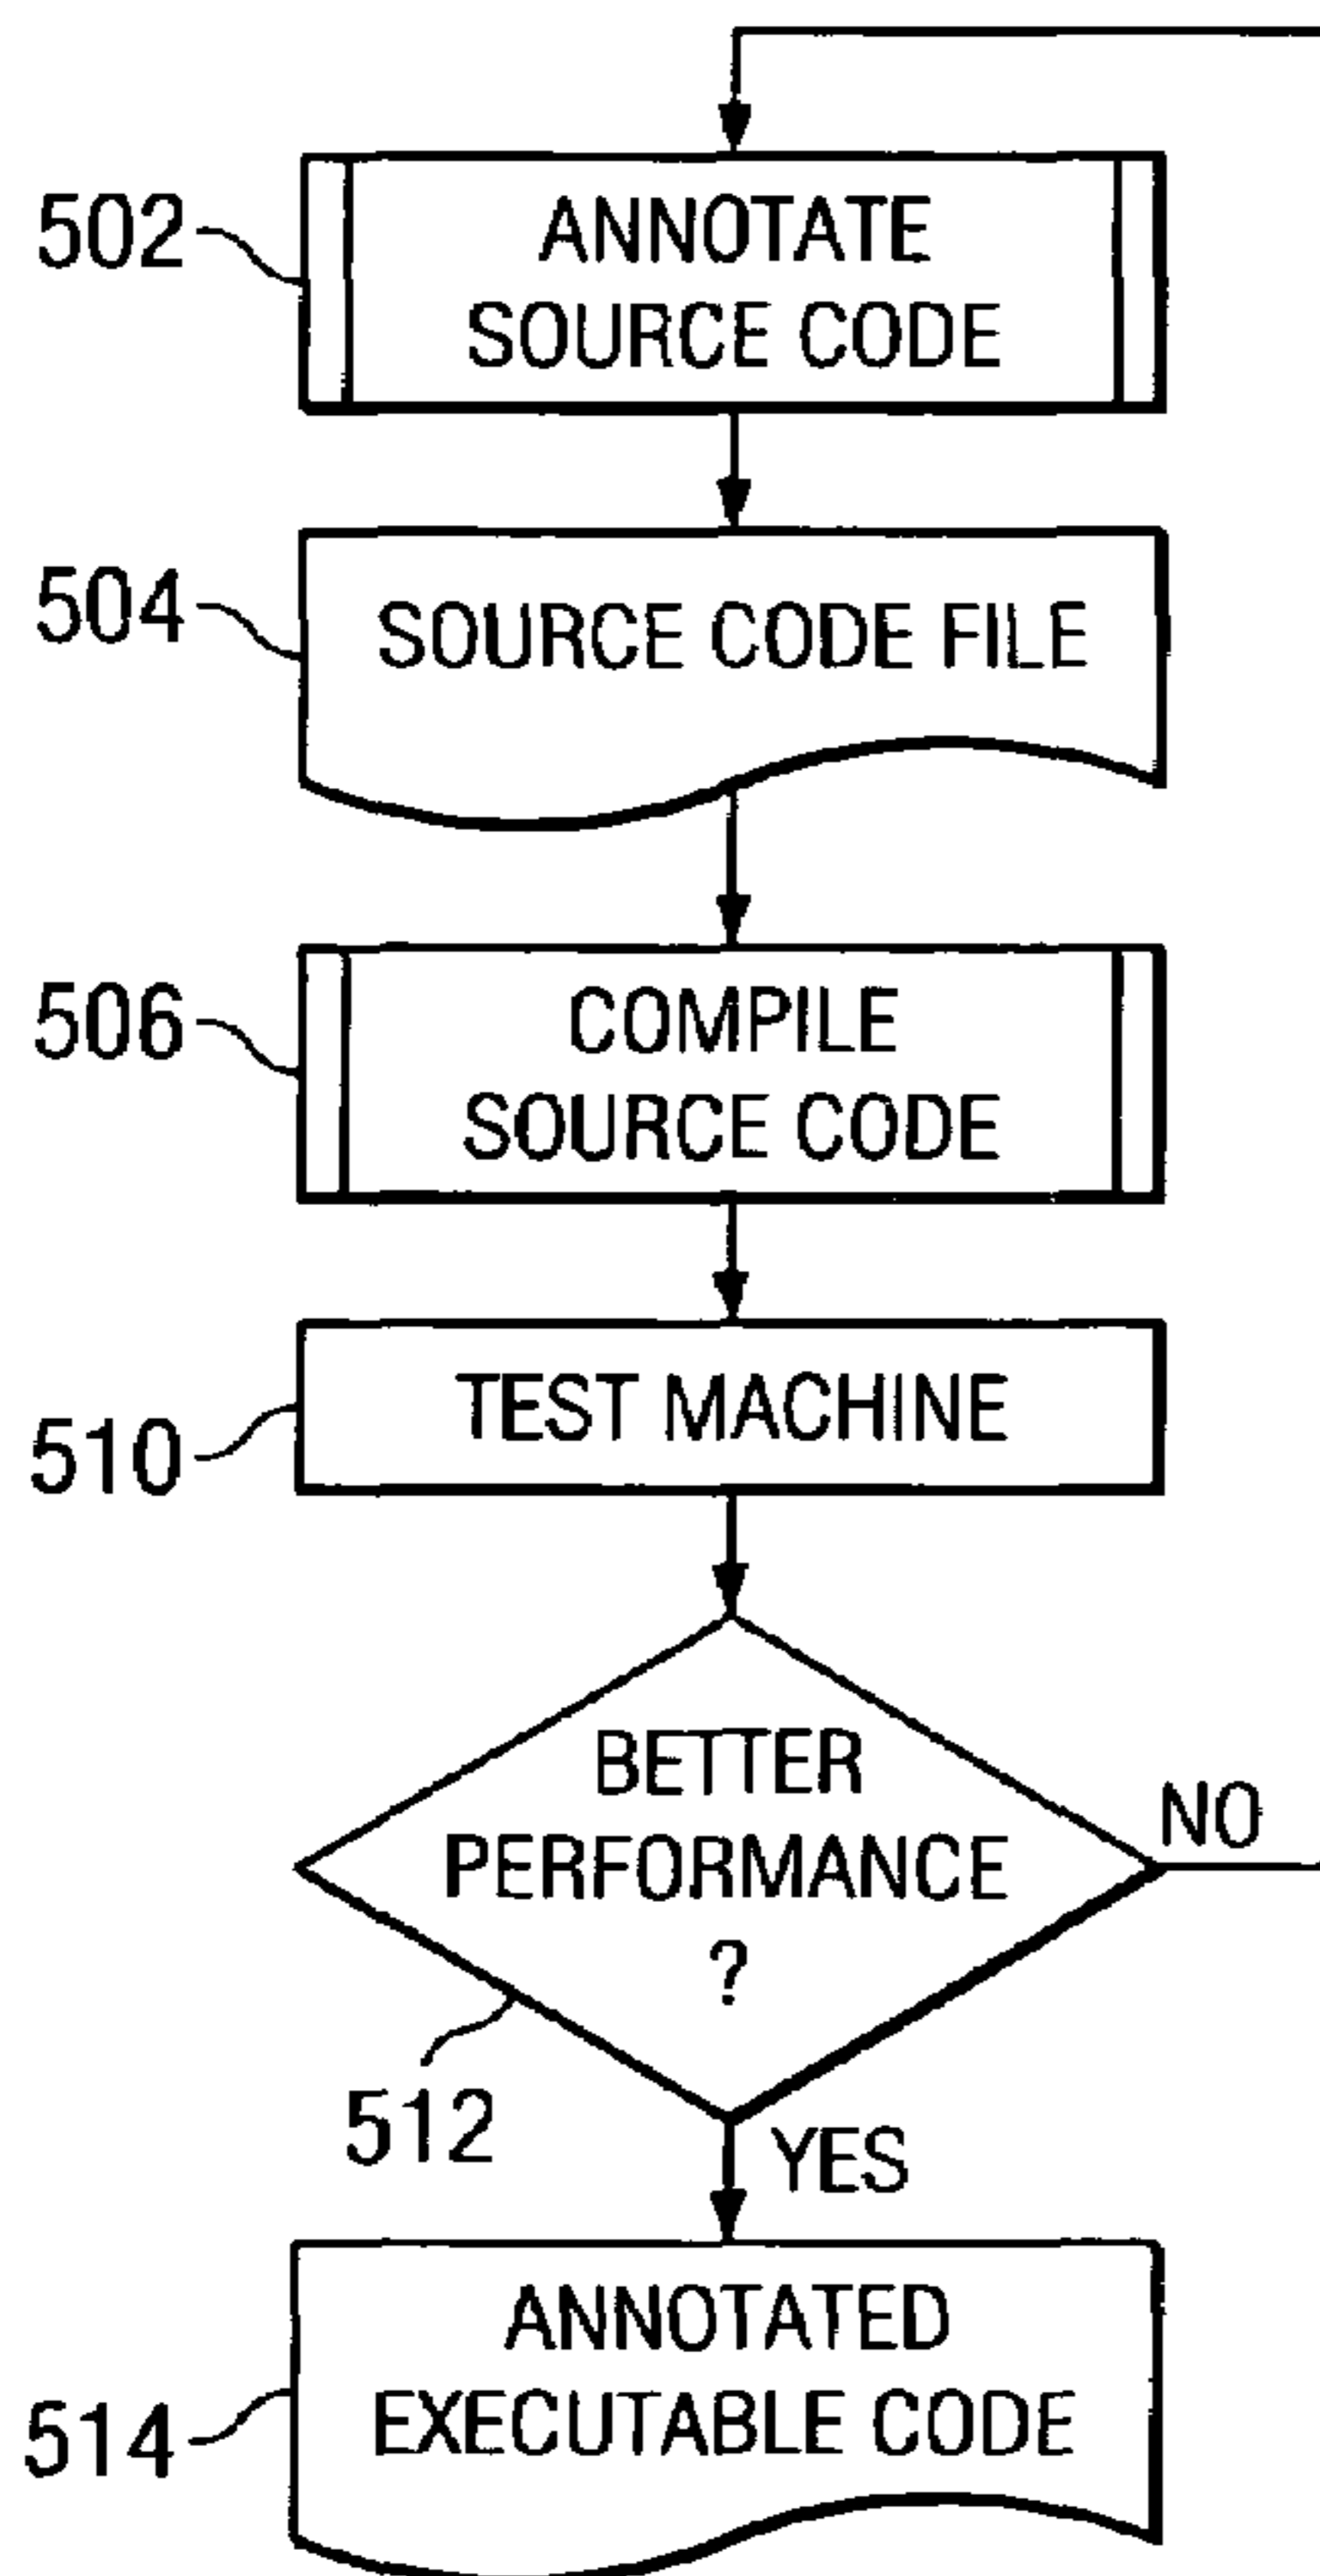 502
ANNOTATE
SOURCE CODE
504
SOURCE CODE FILE
506
COMPILE
SOURCE CODE
510
TEST MACHINE
BETTER
PERFORMANCE
?
NO
512
YES
514
ANNOTATED
EXECUTABLE CODE